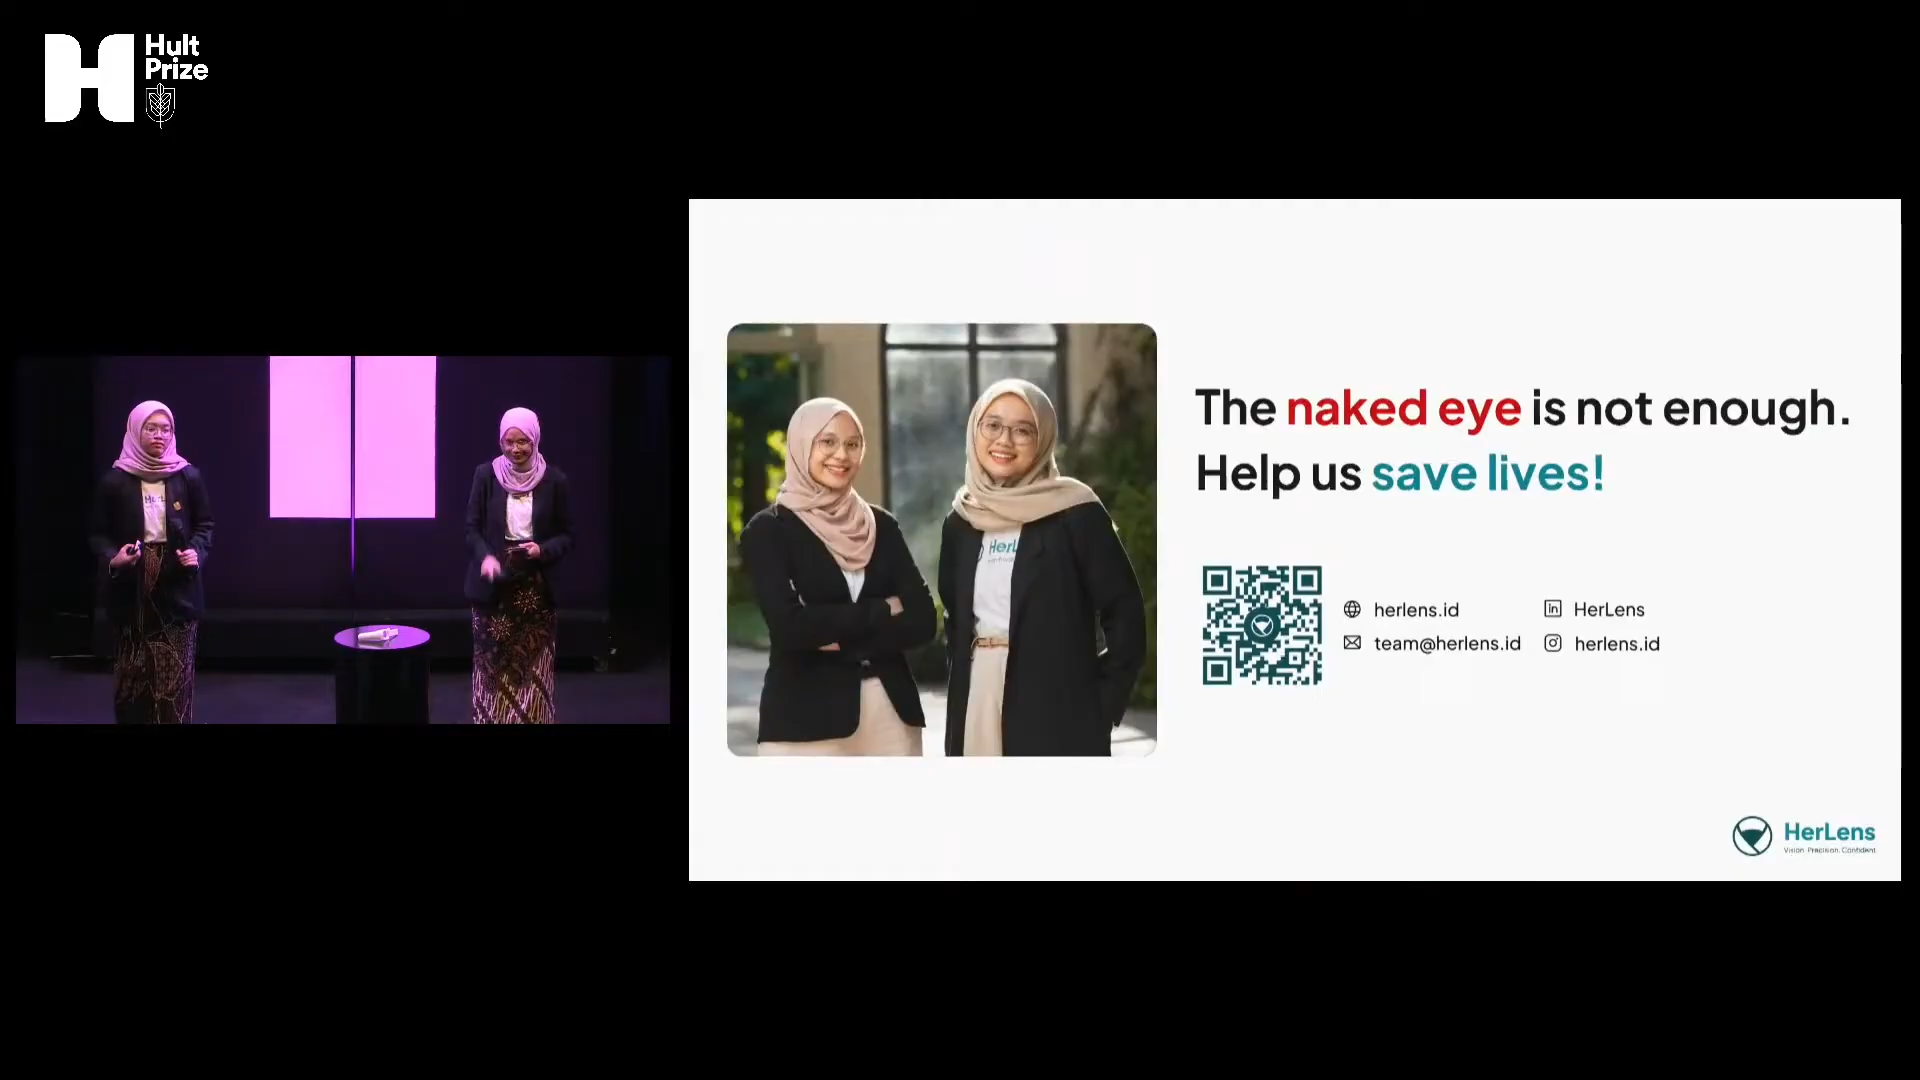 Hult
Prize
The naked eye is not enough.
Help us save lives!
herlens.id
HerLens
team@herlens.id
herlens.id
HerL
HerLens
Vision. Precision. Confident.